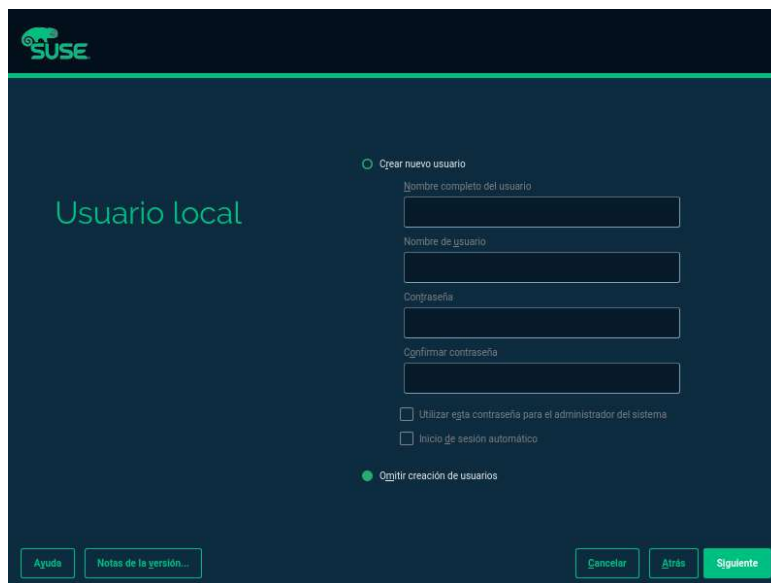 SUSE
Usuario local
Crear nuevo usuario
Nombre completo del usuario
Nombre de usuario
Contraseña
Confirmar contraseña
Utilizar esta contraseña para el administrador del sistema
Inicio de sesión automático
Omitir creación de usuarios
Ayuda
Notas de la versión...
Cancelar
Atrás
Siguiente